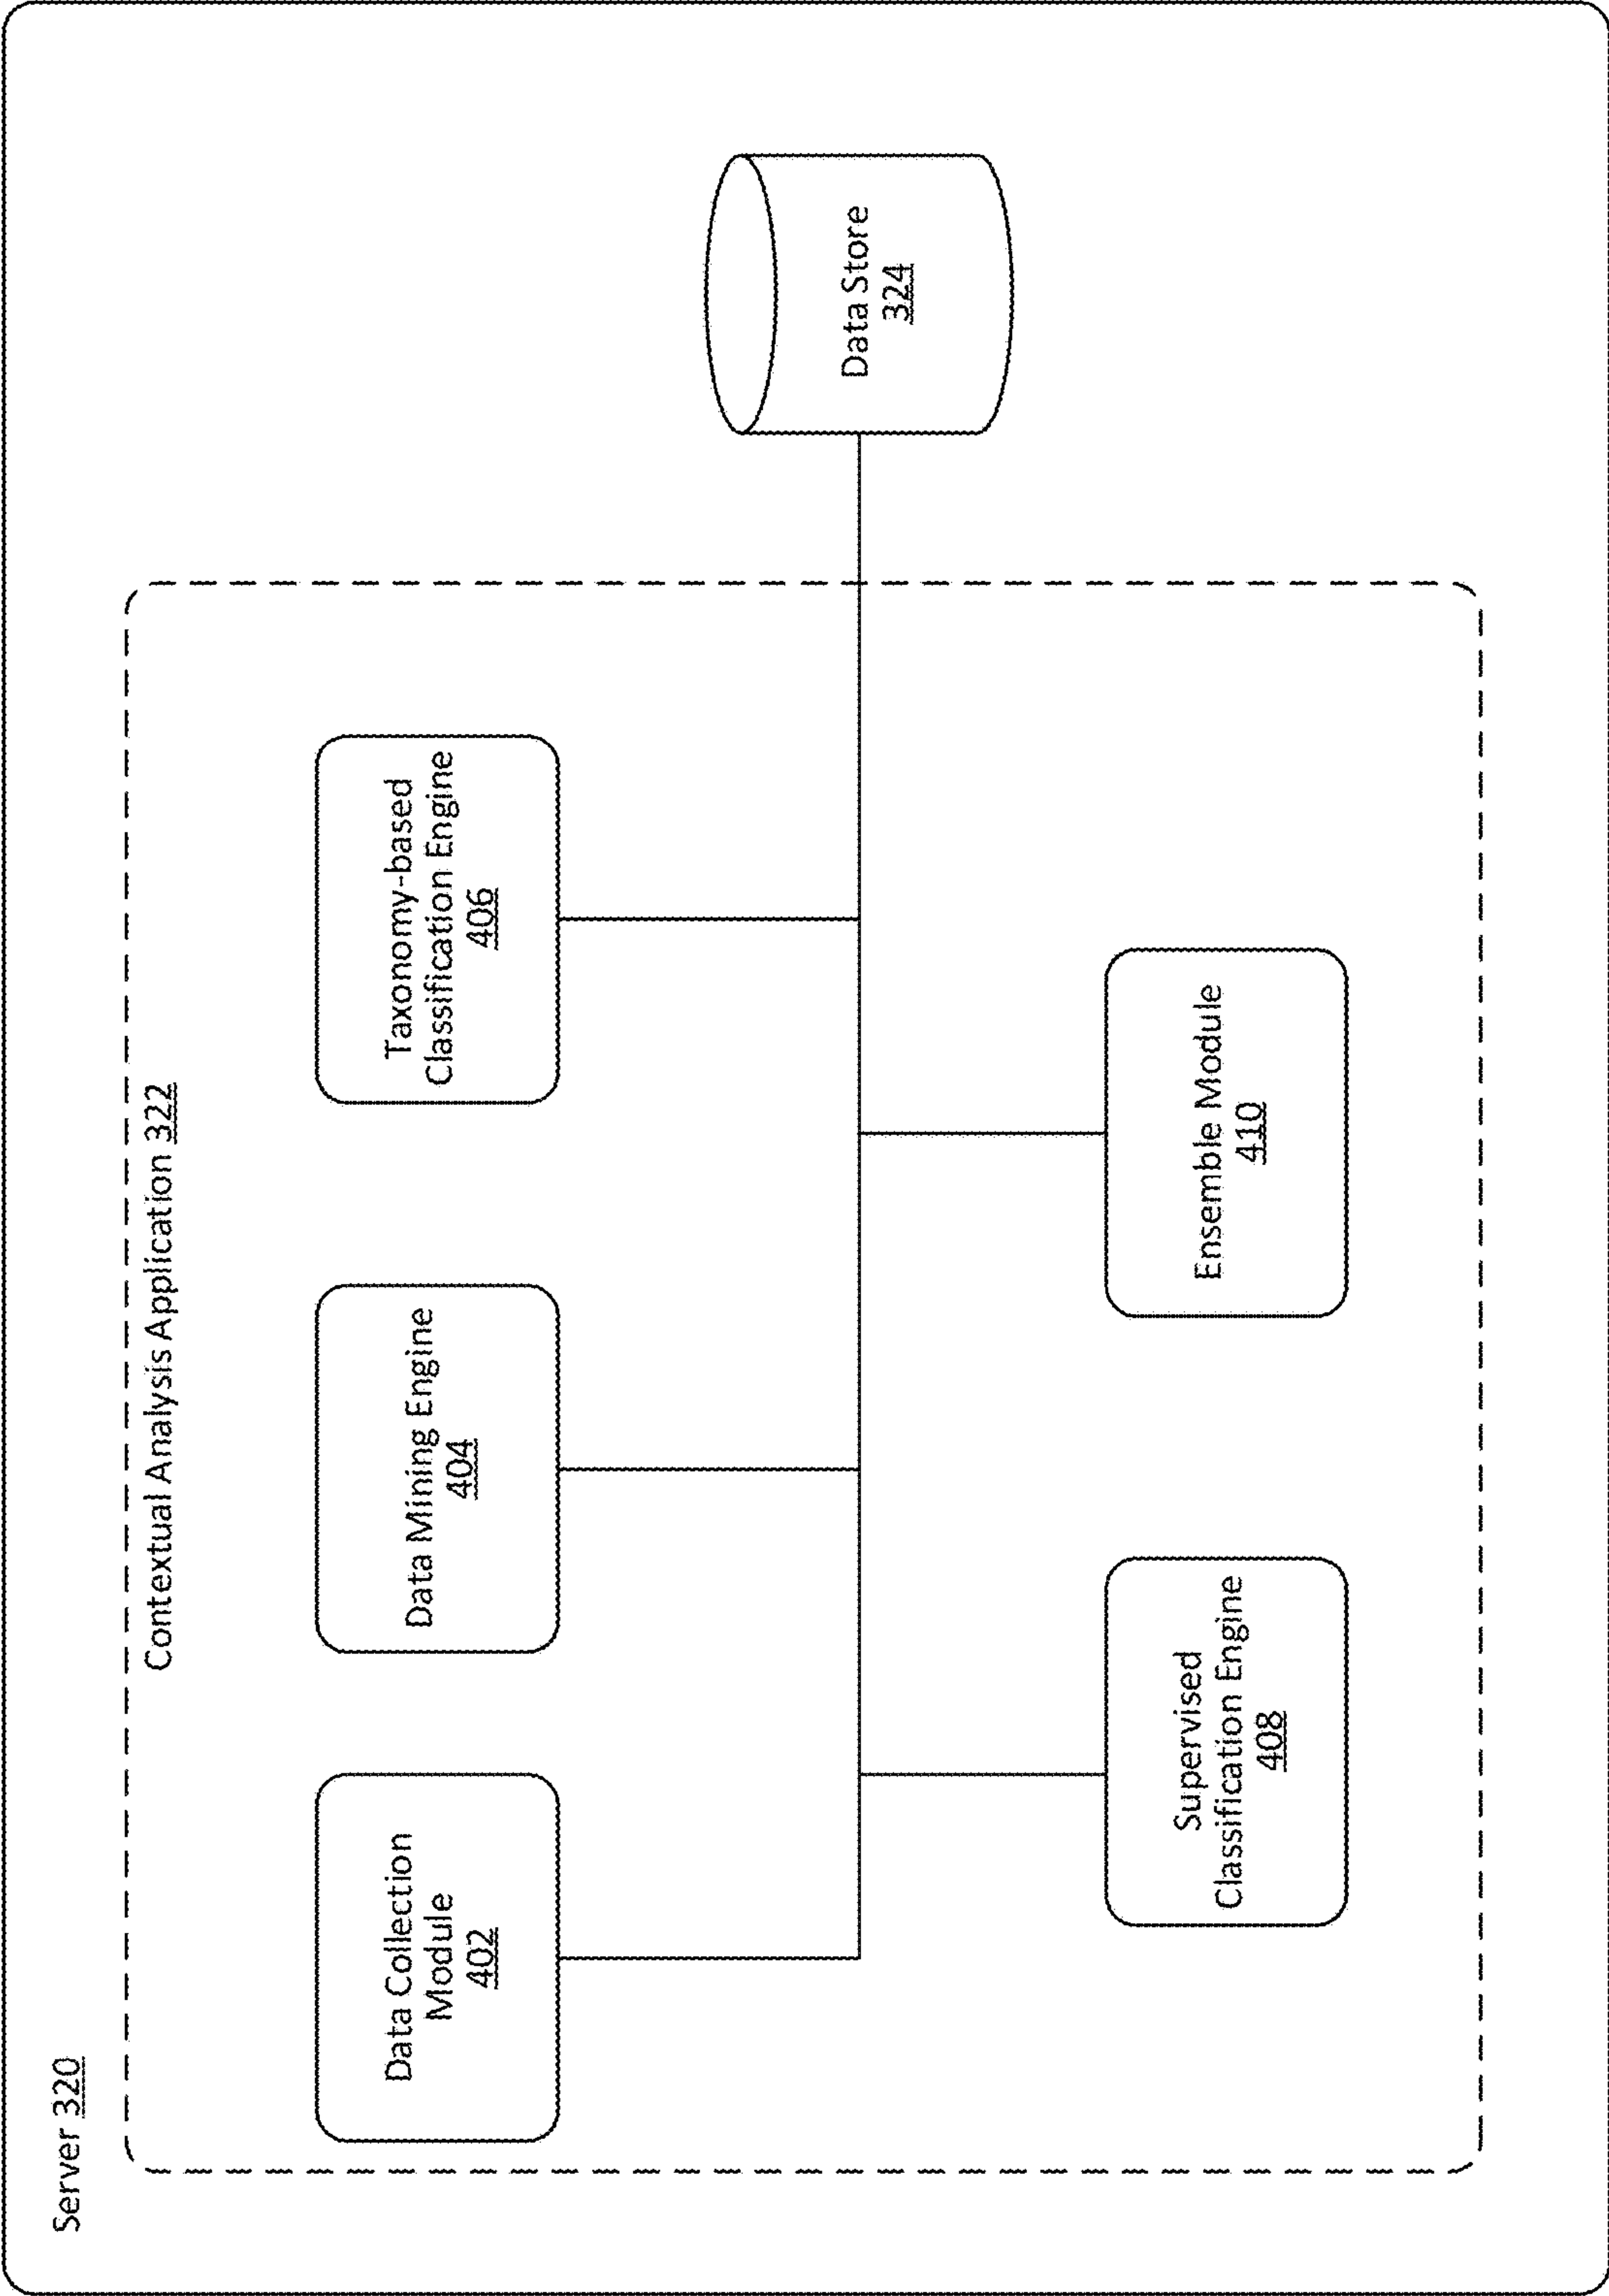 Server 320
Contextual Analysis Application 322
Data Collection
Module
402
Data Mining Engine
404
Taxonomy-based
Classification Engine
406
Data Store
324
Supervised
Classification Engine
408
Ensemble Module
410